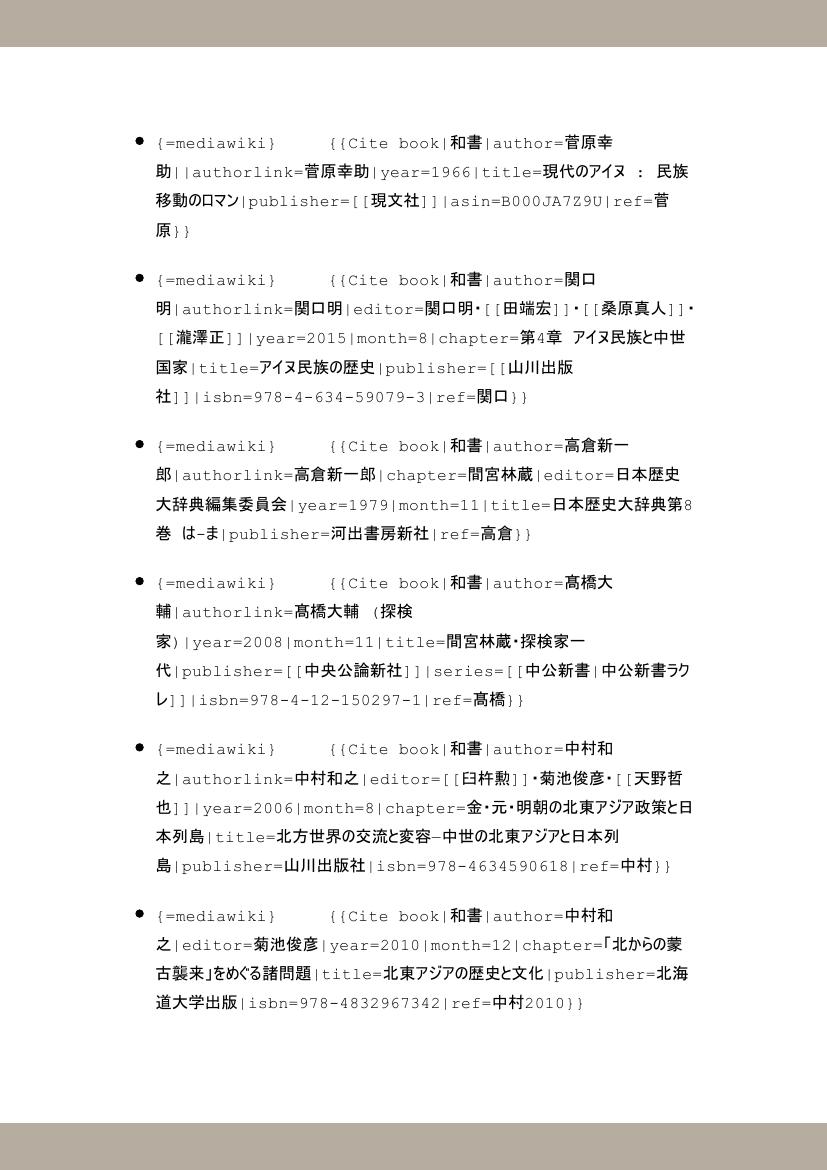 • {=mediawiki} {{Cite book|和書|author=菅原幸
助||authorlink=菅原幸助|year=1966|title=現代のアイヌ : 民族
移動のロマン|publisher=[[現文社]]|asin=B000JA7Z9U|ref=菅
原}}
• {=mediawiki} {{Cite book|和書|author=関口
明|authorlink=関口明|editor=関口明・[[田端宏]]・[[桑原真人]]・
[[瀧澤正]]|year=2015|month=8|chapter=第4章 アイヌ民族と中世
国家|title=アイヌ民族の歴史|publisher=[[山川出版
社]]|isbn=978-4-634-59079-3|ref=関口}}
• {=mediawiki} {{Cite book|和書|author=高倉新一
郎|authorlink=高倉新一郎|chapter=間宮林蔵|editor=日本歴史
大辞典編集委員会|year=1979|month=11|title=日本歴史大辞典第8
巻 は-ま|publisher=河出書房新社|ref=高倉}}
• {=mediawiki} {{Cite book|和書|author=髙橋大
輔|authorlink=髙橋大輔 (探検
家)|year=2008|month=11|title=間宮林蔵・探検家一
代|publisher=[[中央公論新社]]|series=[[中公新書|中公新書ラク
レ]]|isbn=978-4-12-150297-1|ref=髙橋}}
• {=mediawiki} {{Cite book|和書|author=中村和
之|authorlink=中村和之|editor=[[臼杵勲]]・菊池俊彦・[[天野哲
也]]|year=2006|month=8|chapter=金・元・明朝の北東アジア政策と日
本列島|title=北方世界の交流と変容―中世の北東アジアと日本列
島|publisher=山川出版社|isbn=978-4634590618|ref=中村}}
• {=mediawiki} {{Cite book|和書|author=中村和
之|editor=菊池俊彦|year=2010|month=12|chapter=「北からの蒙
古襲来」をめぐる諸問題|title=北東アジアの歴史と文化|publisher=北海
道大学出版|isbn=978-4832967342|ref=中村2010}}